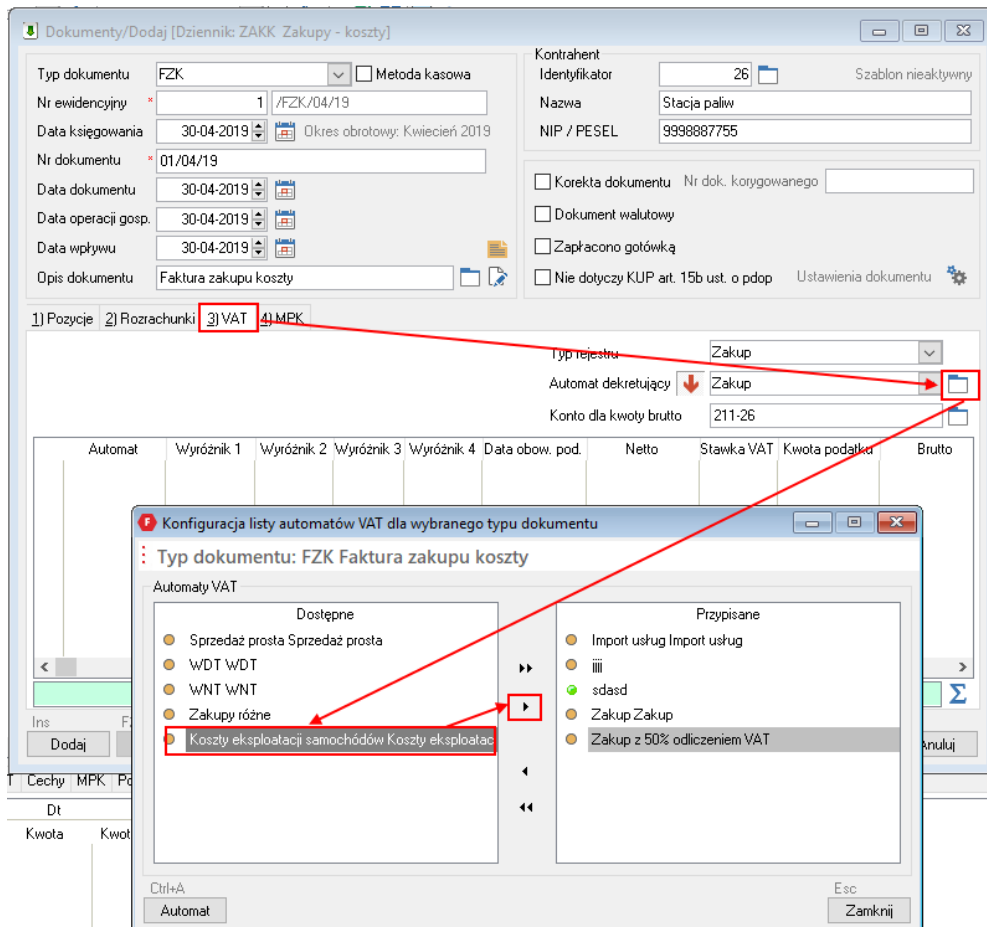 Dokumenty/Dodaj [Dziennik: ZAKK Zakupy - koszty]
Typ dokumentu FZK Metoda kasowa
Nr ewidencyjny * 1 /FZK/04/19
Data księgowania 30-04-2019 Okres obrotowy: Kwiecień 2019
Nr dokumentu * 01/04/19
Data dokumentu 30-04-2019
Data operacji gosp. 30-04-2019
Data wpływu 30-04-2019
Opis dokumentu Faktura zakupu koszty
Kontrahent
Identyfikator 26 Szablon nieaktywny
Nazwa Stacja paliw
NIP / PESEL 9998887755
Korekta dokumentu Nr dok. korygowanego
Dokument walutowy
Zapłacono gotówką
Nie dotyczy KUP art. 15b ust. o pdop Ustawienia dokumentu
1) Pozycje 2) Rozrachunki 3) VAT 4) MPK
Typ rejestru Zakup
Automat dekretujący Zakup
Konto dla kwoty brutto 211-26
Automat Wyróżnik 1 Wyróżnik 2 Wyróżnik 3 Wyróżnik 4 Data obow. pod. Netto Stawka VAT Kwota podatku Brutto
Konfiguracja listy automatów VAT dla wybranego typu dokumentu
Typ dokumentu: FZK Faktura zakupu koszty
Automaty VAT
Dostępne
Sprzedaż prosta Sprzedaż prosta
WDT WDT
WNT WNT
Zakupy różne
Koszty eksploatacji samochódów Koszty eksploatac
Przypisane
Import usług Import usług
iiii
sdasd
Zakup Zakup
Zakup z 50% odliczeniem VAT
Ctrl+A Esc
Automat Zamknij
Σ
Ins
Dodaj
Anuluj
Cechy MPK
Dt
Kwota